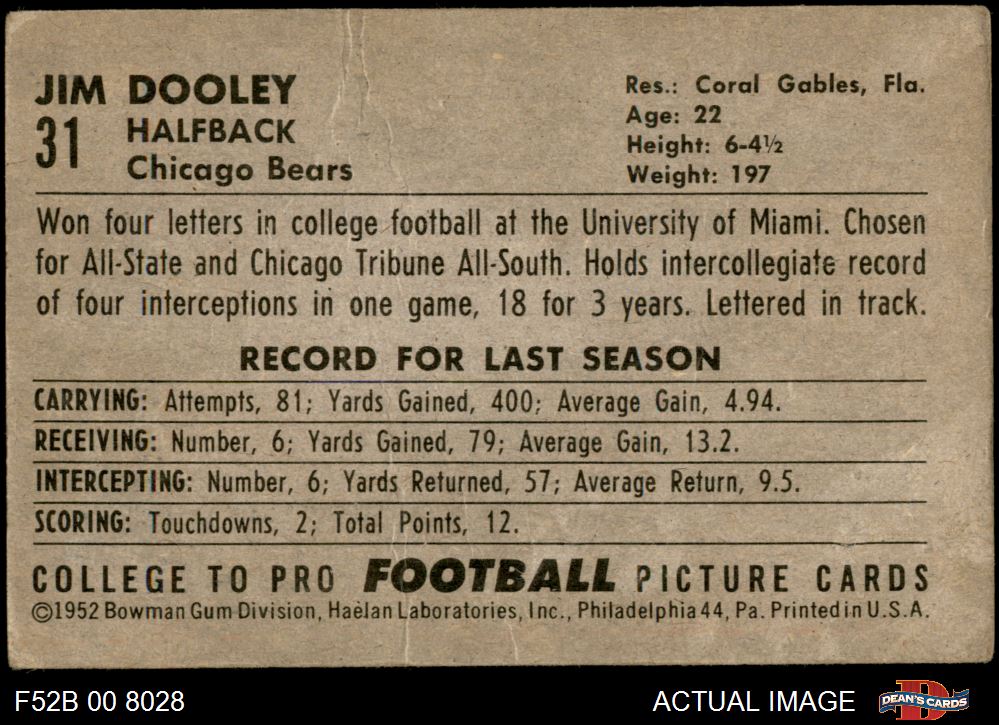 JIM DOOLEY
31 HALFBACK
Chicago Bears
Res.: Coral Gables, Fla.
Age: 22
Height: 6-4½
Weight: 197
Won four letters in college football at the University of Miami. Chosen
for All-State and Chicago Tribune All-South. Holds intercollegiate record
of four interceptions in one game, 18 for 3 years. Lettered in track.
RECORD FOR LAST SEASON
CARRYING: Attempts, 81; Yards Gained, 400; Average Gain, 4.94.
RECEIVING: Number, 6; Yards Gained, 79; Average Gain, 13.2.
INTERCEPTING: Number, 6; Yards Returned, 57; Average Return, 9.5.
SCORING: Touchdowns, 2; Total Points, 12.
COLLEGE TO PRO FOOTBALL PICTURE CARDS
©1952 Bowman Gum Division, Haelan Laboratories, Inc., Philadelphia 44, Pa. Printed in U.S.A.
F52B 00 8028
ACTUAL IMAGE
DEAN'S CARDS